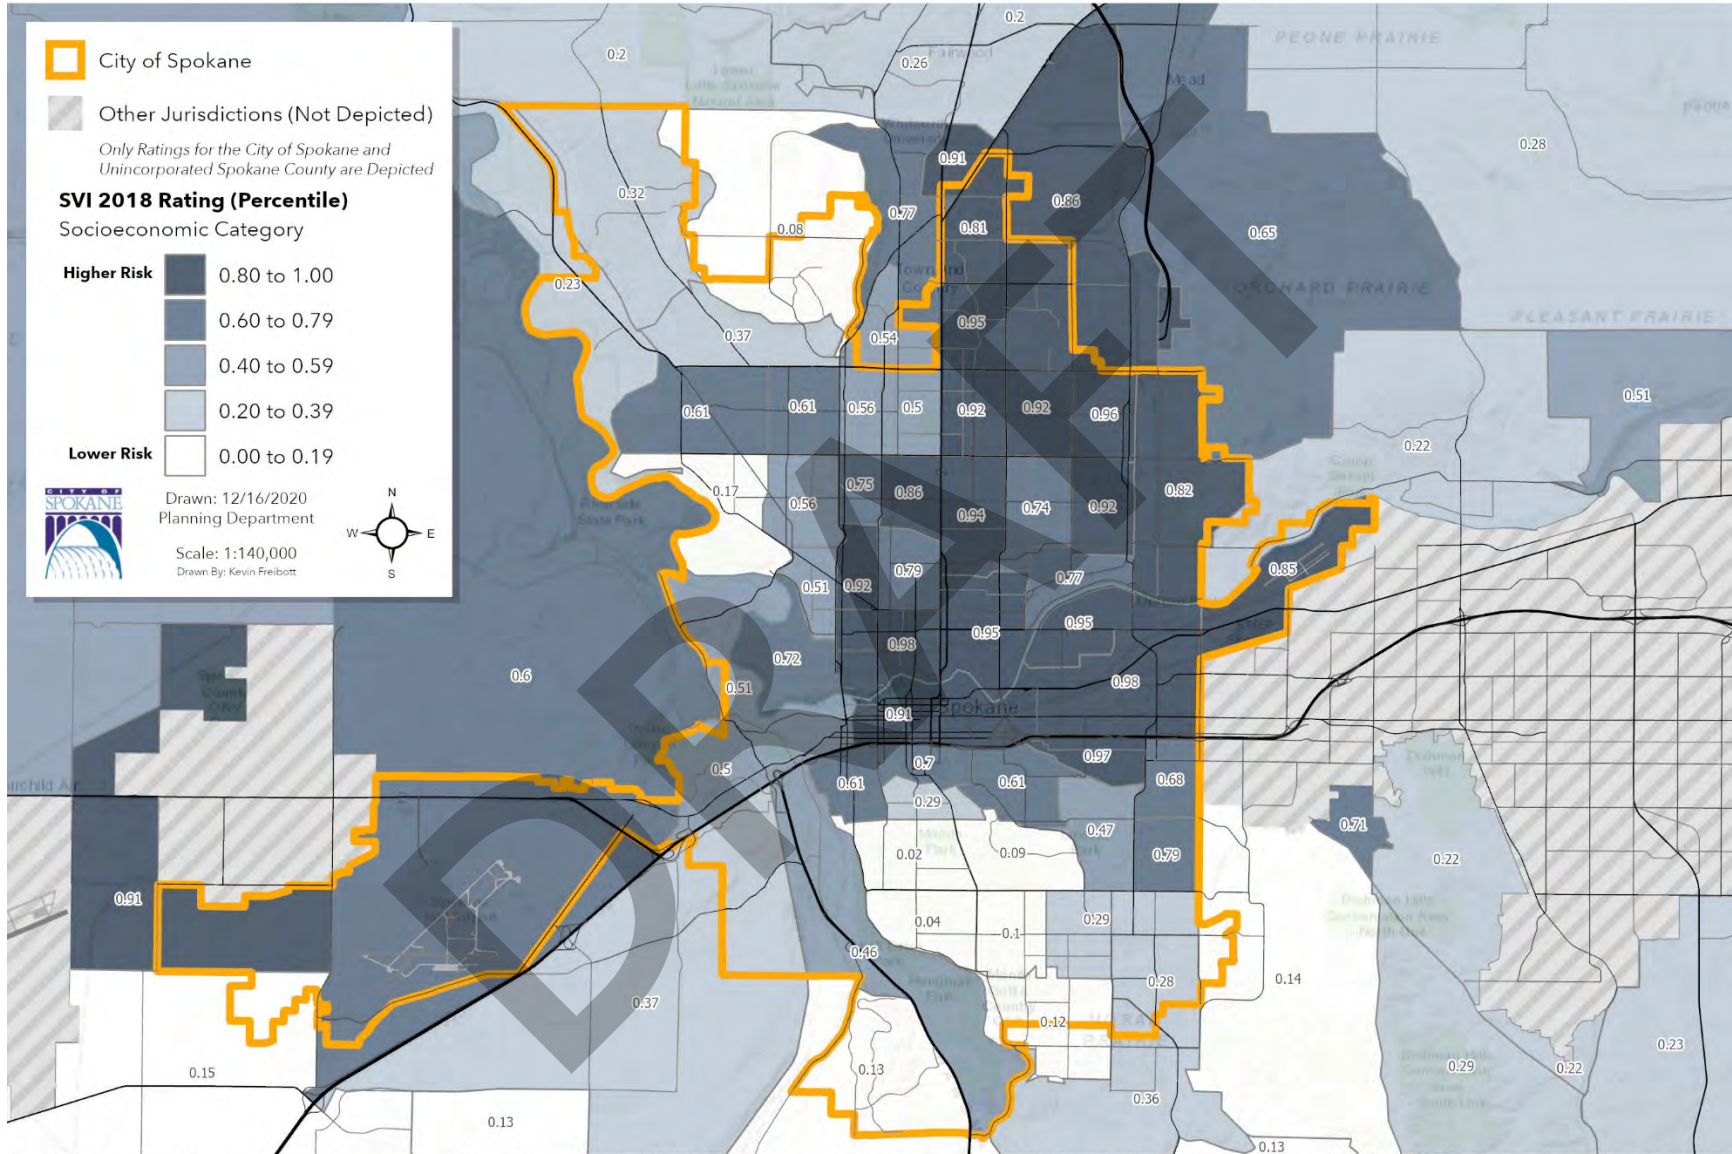 City of Spokane
Other Jurisdictions (Not Depicted)
Only Ratings for the City of Spokane and
Unincorporated Spokane County are Depicted
SVI 2018 Rating (Percentile)
Socioeconomic Category
Higher Risk
0.80 to 1.00
0.60 to 0.79
0.40 to 0.59
0.20 to 0.39
Lower Risk
0.00 to 0.19
CITY OF
SPOKANE
Drawn: 12/16/2020
Planning Department
Scale: 1:140,000
Drawn By: Kevin Freibott
N
W
E
S
DRAFT
0.2
0.2
Fairwood
0.26
PEONE PRAIRIE
Mead
0.28
0.91
0.32
0.86
0.77
0.08
0.81
0.65
0.23
ORCHARD PRAIRIE
PLEASANT PRAIRIE
0.95
0.37
0.54
0.51
0.61
0.61
0.56
0.5
0.92
0.92
0.96
0.22
0.17
0.75
0.86
0.82
0.56
0.94
0.74
0.92
Riverside
State Park
0.79
0.85
0.51
0.92
0.77
0.95
0.95
0.98
0.72
0.6
0.51
0.98
0.91
Spokane
0.97
0.5
0.7
0.61
0.61
0.68
0.29
0.71
0.47
0.02
0.09
0.79
0.22
0.91
0.04
0.29
0.1
0.46
0.28
0.14
0.37
0.12
0.23
0.13
0.29
0.22
0.15
0.36
0.13
0.13